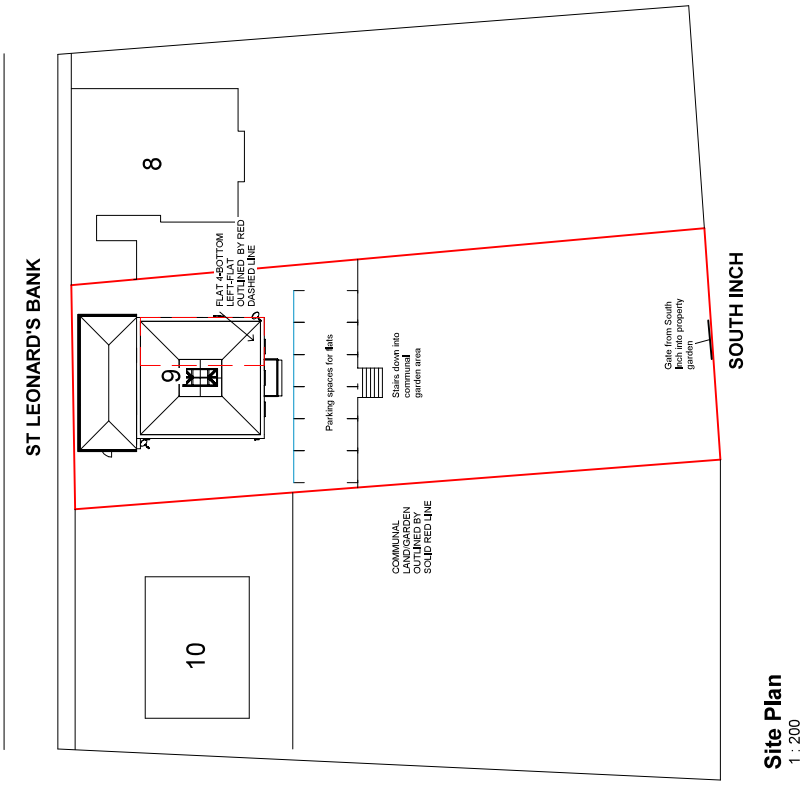 ST LEONARD'S BANK
8
FLAT 4-BOTTOM
LEFT-FLAT
OUTLINED BY RED
DASHED LINE
9
Parking spaces for flats
Stairs down into
communal
garden area
Gate from South
Inch into property
garden
SOUTH INCH
COMMUNAL
LAND/GARDEN
OUTLINED BY
SOLID RED LINE
10
Site Plan
1 : 200